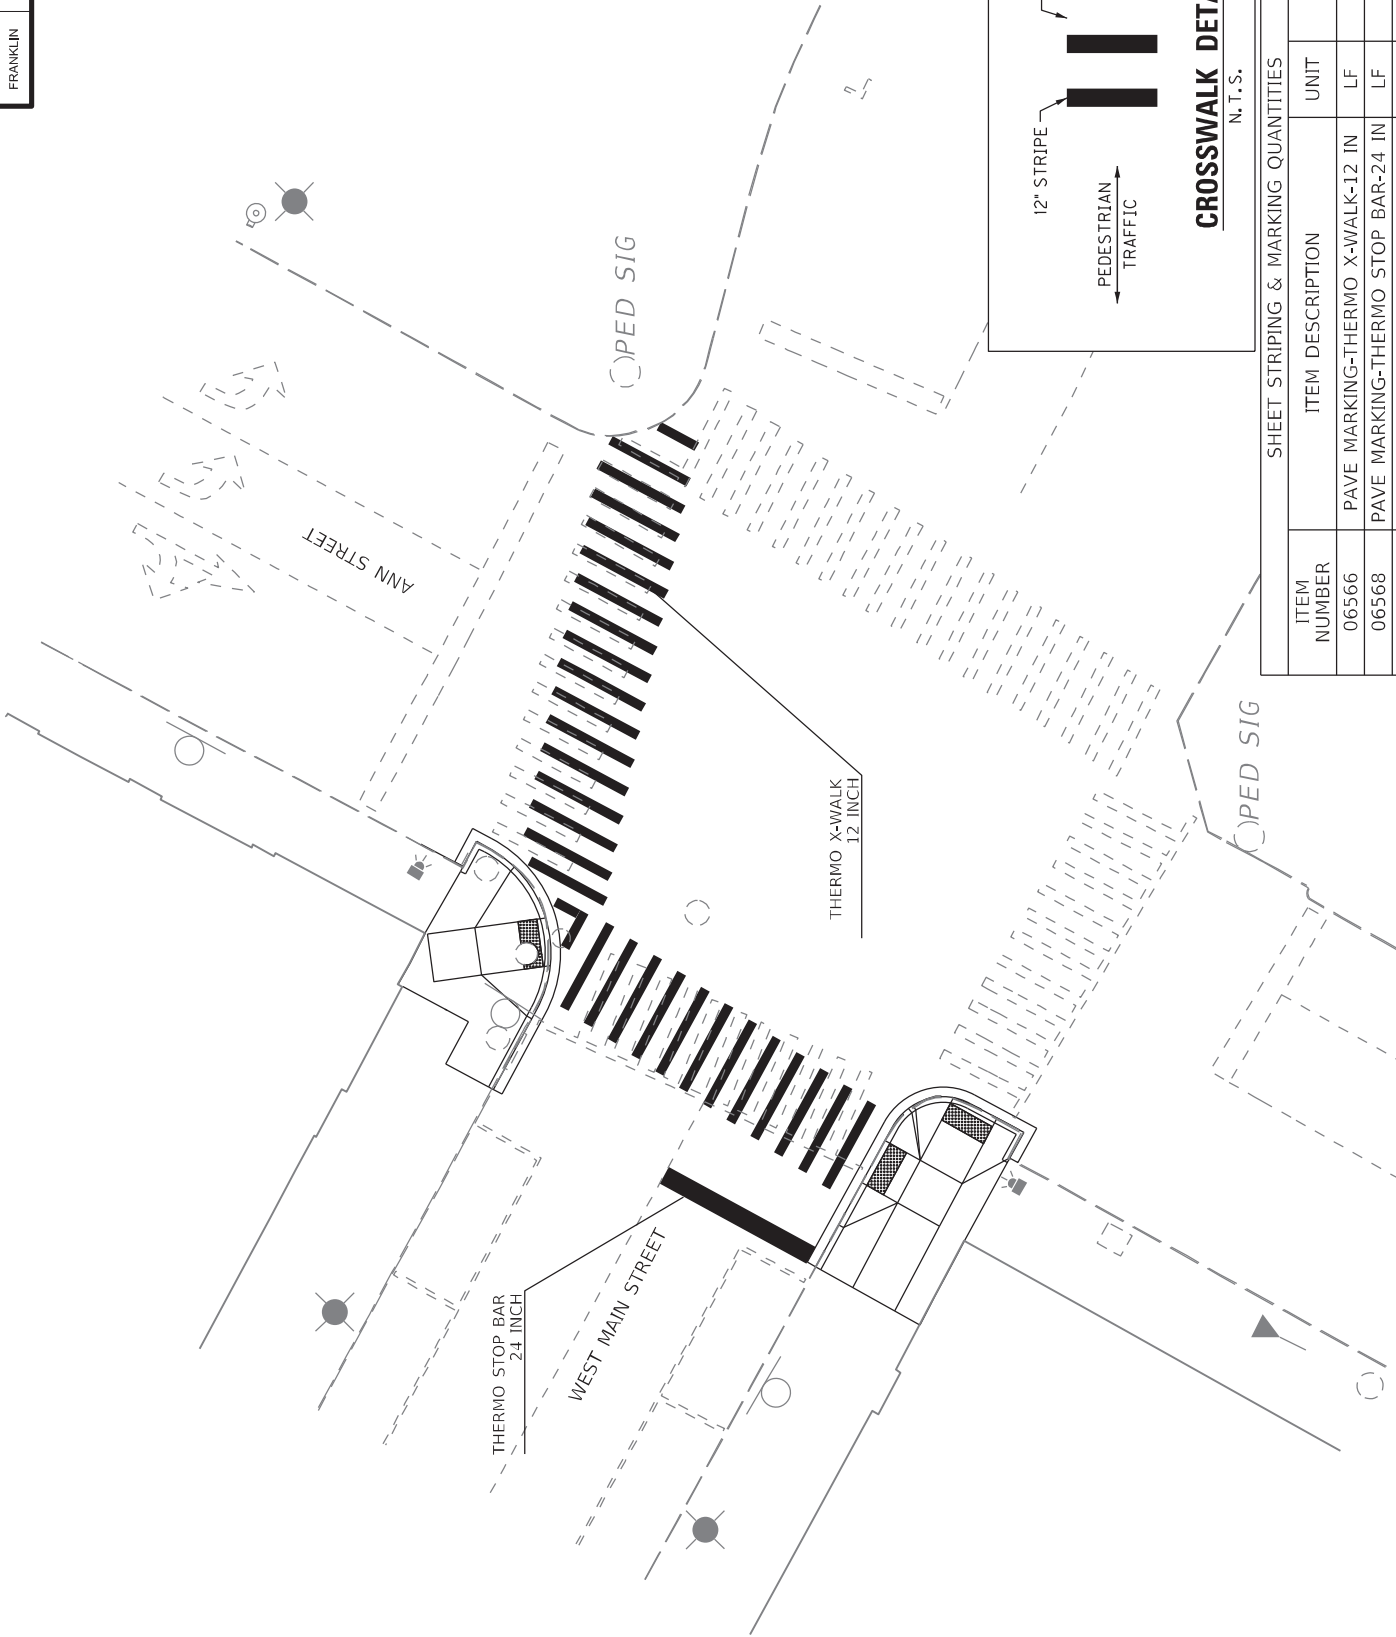 FRANKLIN
PED SIG
ANN STREET
THERMO X-WALK
12 INCH
PED SIG
THERMO STOP BAR
24 INCH
WEST MAIN STREET
12" STRIPE
PEDESTRIAN
TRAFFIC
CROSSWALK DETA
N. T. S.
SHEET STRIPING & MARKING QUANTITIES
ITEM NUMBER ITEM DESCRIPTION UNIT
06566 PAVE MARKING-THERMO X-WALK-12 IN LF
06568 PAVE MARKING-THERMO STOP BAR-24 IN LF